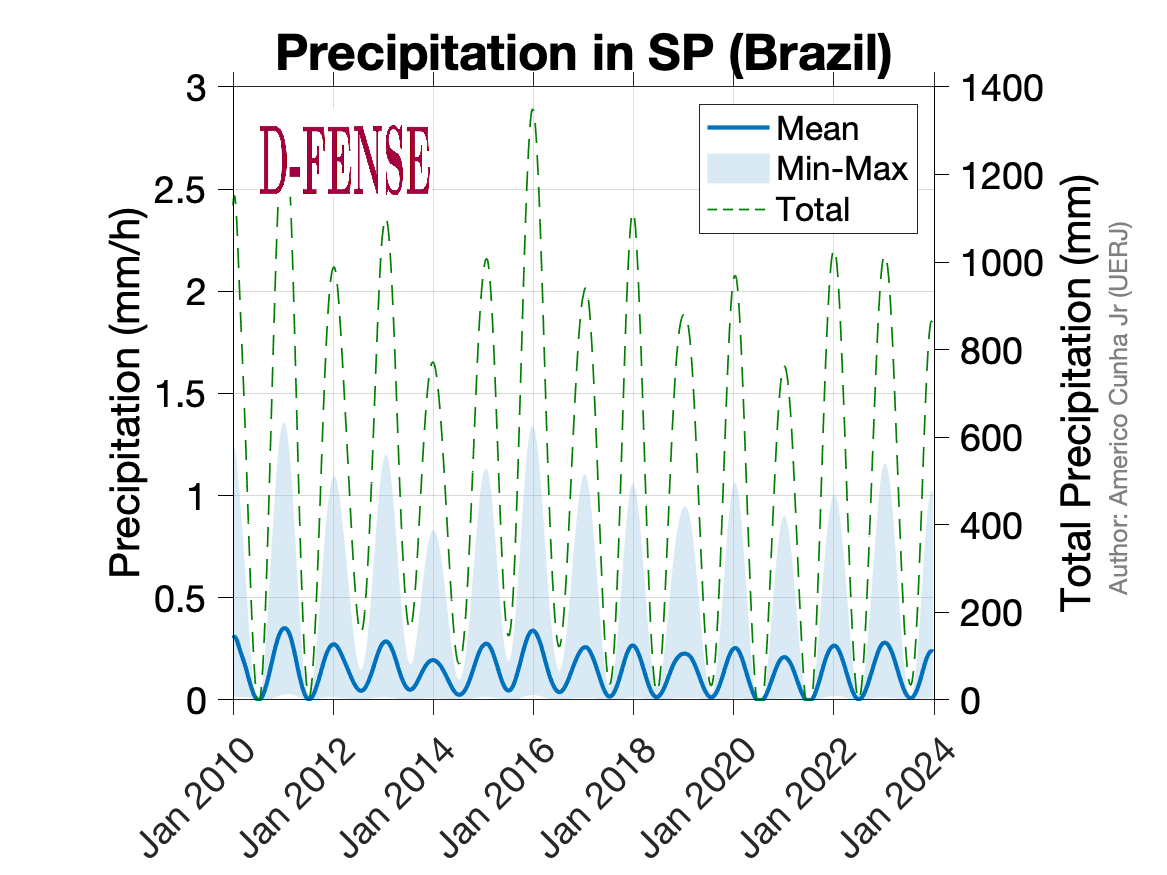 Precipitation in SP (Brazil)
D-FENSE
Mean
Min-Max
Total
Precipitation (mm/h)
3
2.5
2
1.5
1
0.5
0
1400
1200
1000
800
600
400
200
0
Total Precipitation (mm)
Author: Americo Cunha Jr (UERJ)
Jan 2010
Jan 2012
Jan 2014
Jan 2016
Jan 2018
Jan 2020
Jan 2022
Jan 2024